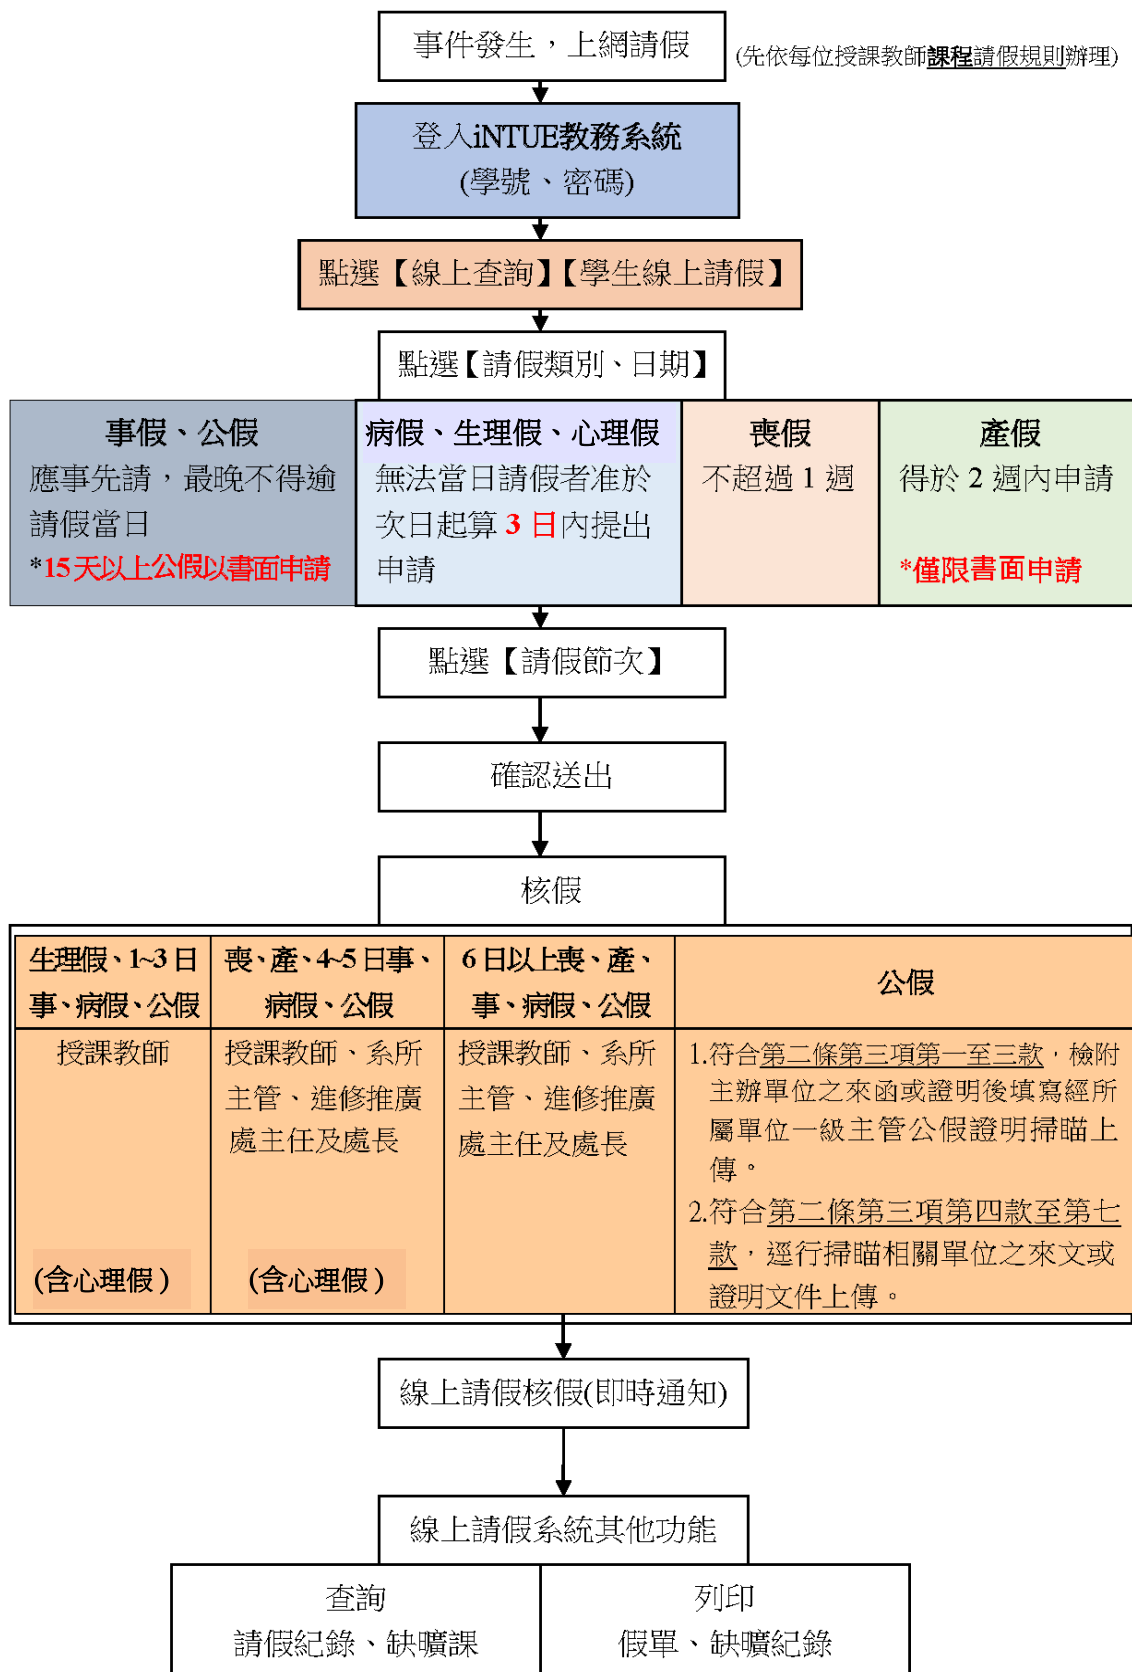 事件發生，上網請假
(先依每位授課教師課程請假規則辦理)
登入iNTUE教務系統
(學號、密碼)
點選【線上查詢】【學生線上請假】
點選【請假類別、日期】
事假、公假
應事先請，最晚不得逾
請假當日
*15天以上公假以書面申請
病假、生理假、心理假
無法當日請假者准於
次日起算 3 日內提出
申請
喪假
不超過 1 週
產假
得於 2 週內申請
*僅限書面申請
點選【請假節次】
確認送出
核假
生理假、1~3 日
事、病假、公假
授課教師
(含心理假)
喪、產、4~5 日事、
病假、公假
授課教師、系所
主管、進修推廣
處主任及處長
(含心理假)
6 日以上喪、產、
事、病假、公假
授課教師、系所
主管、進修推廣
處主任及處長
公假
1.符合第二條第三項第一至三款，檢附
主辦單位之來函或證明後填寫經所
屬單位一級主管公假證明掃瞄上
傳。
2.符合第二條第三項第四款至第七
款，逕行掃瞄相關單位之來文或
證明文件上傳。
線上請假核假(即時通知)
線上請假系統其他功能
查詢
請假紀錄、缺曠課
列印
假單、缺曠紀錄